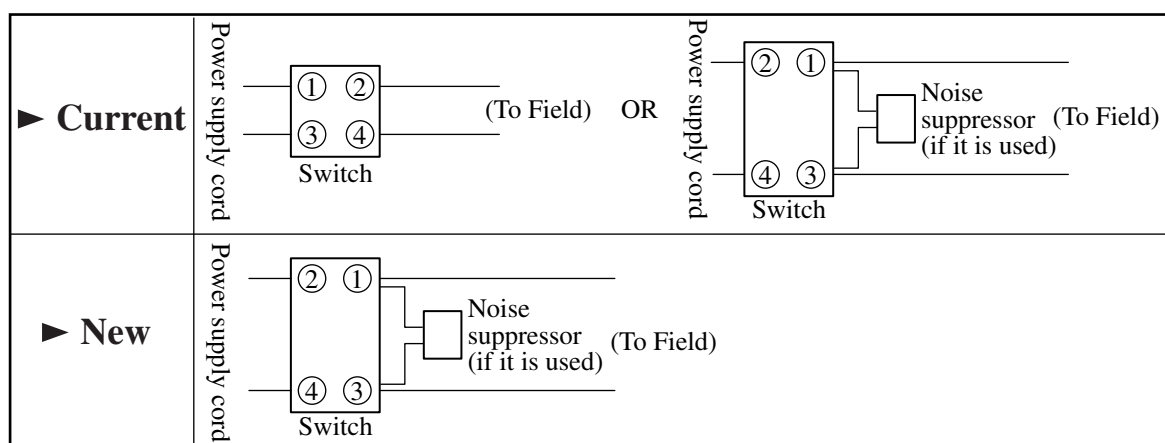 ► Current
Power supply cord
① ②
③ ④
Switch
(To Field)
OR
Power supply cord
② ①
④ ③
Switch
Noise
suppressor
(if it is used)
(To Field)
► New
Power supply cord
② ①
④ ③
Switch
Noise
suppressor
(if it is used)
(To Field)